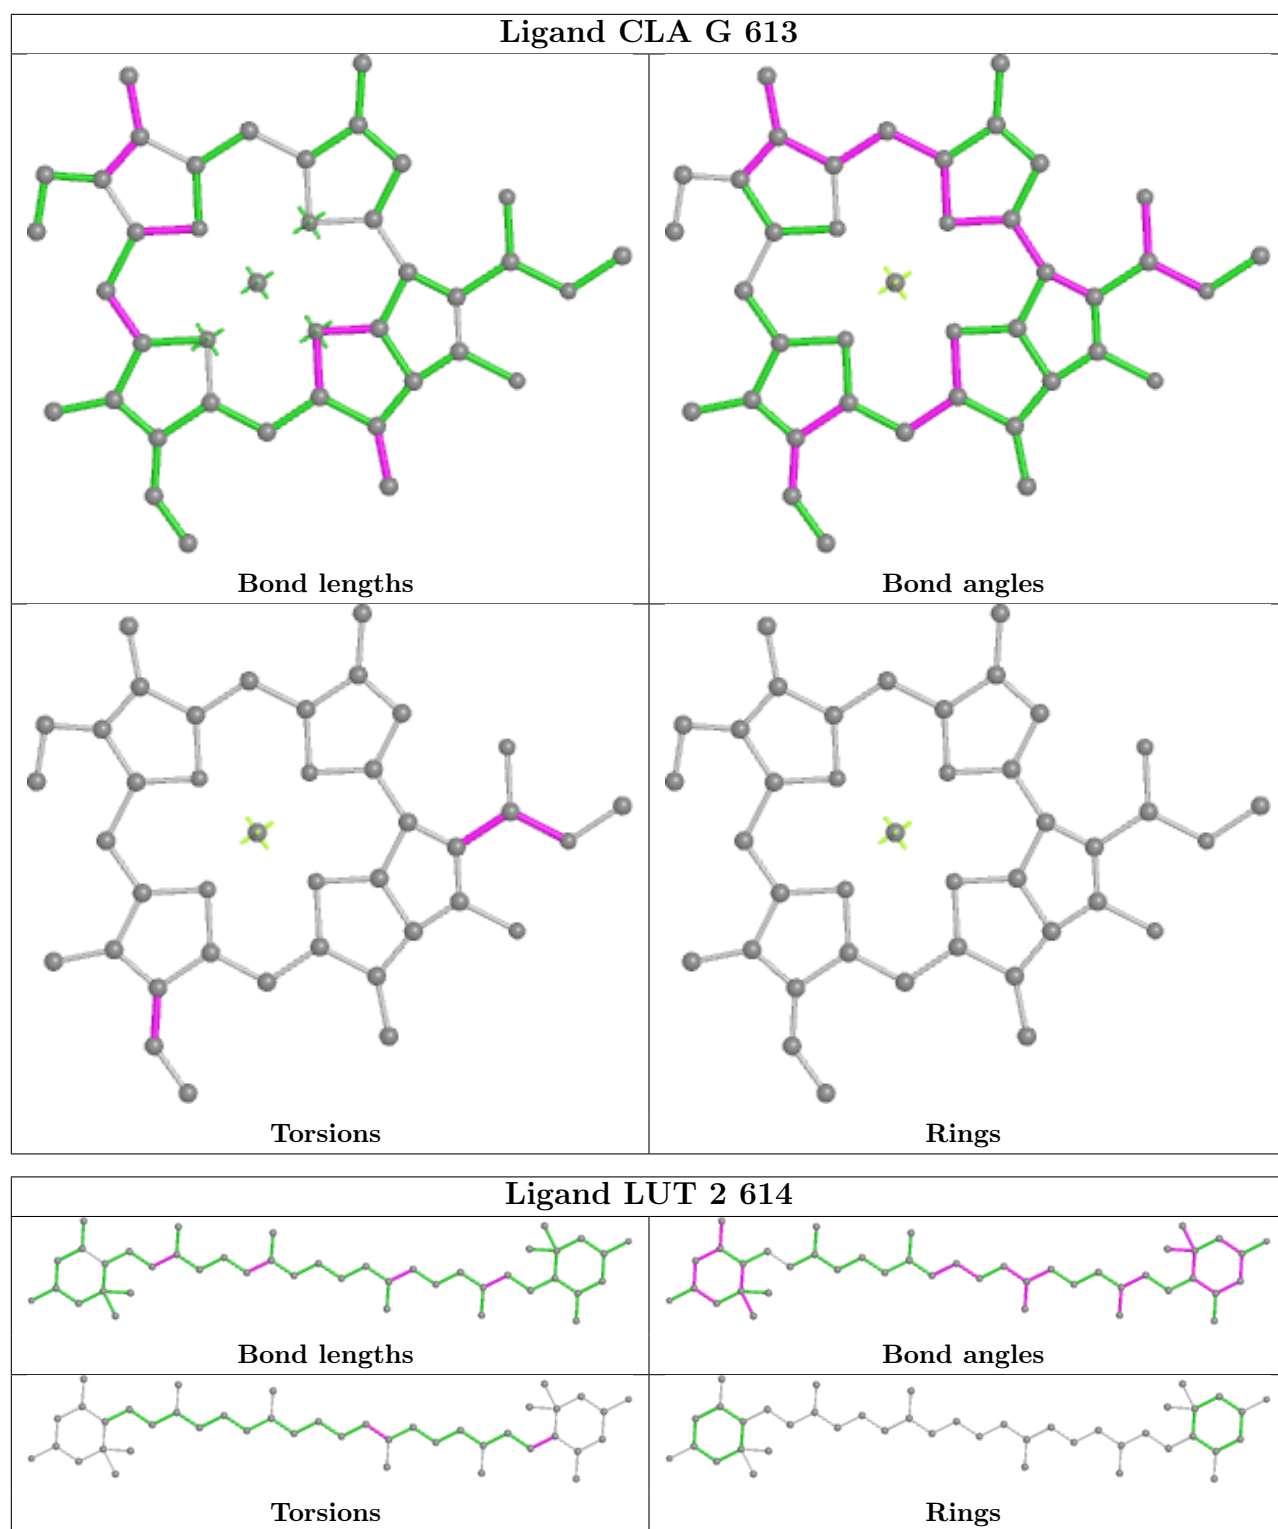 Ligand CLA G 613
Bond lengths
Bond angles
Torsions
Rings
Ligand LUT 2 614
Bond lengths
Bond angles
Torsions
Rings